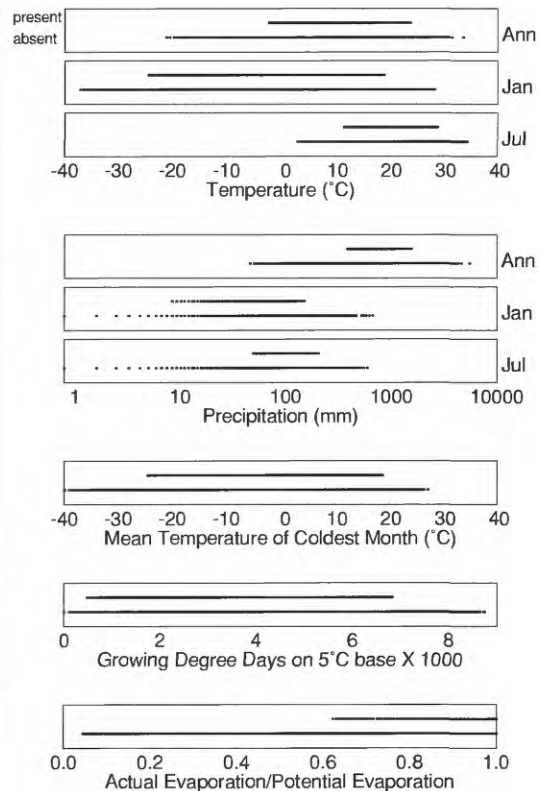 present
absent
Ann
Jan
Jul
-40 -30 -20 -10 0 10 20 30 40
Temperature (˚C)
Ann
Jan
Jul
1 10 100 1000 10000
Precipitation (mm)
-40 -30 -20 -10 0 10 20 30 40
Mean Temperature of Coldest Month (˚C)
0 2 4 6 8
Growing Degree Days on 5˚C base X 1000
0.0 0.2 0.4 0.6 0.8 1.0
Actual Evaporation/Potential Evaporation